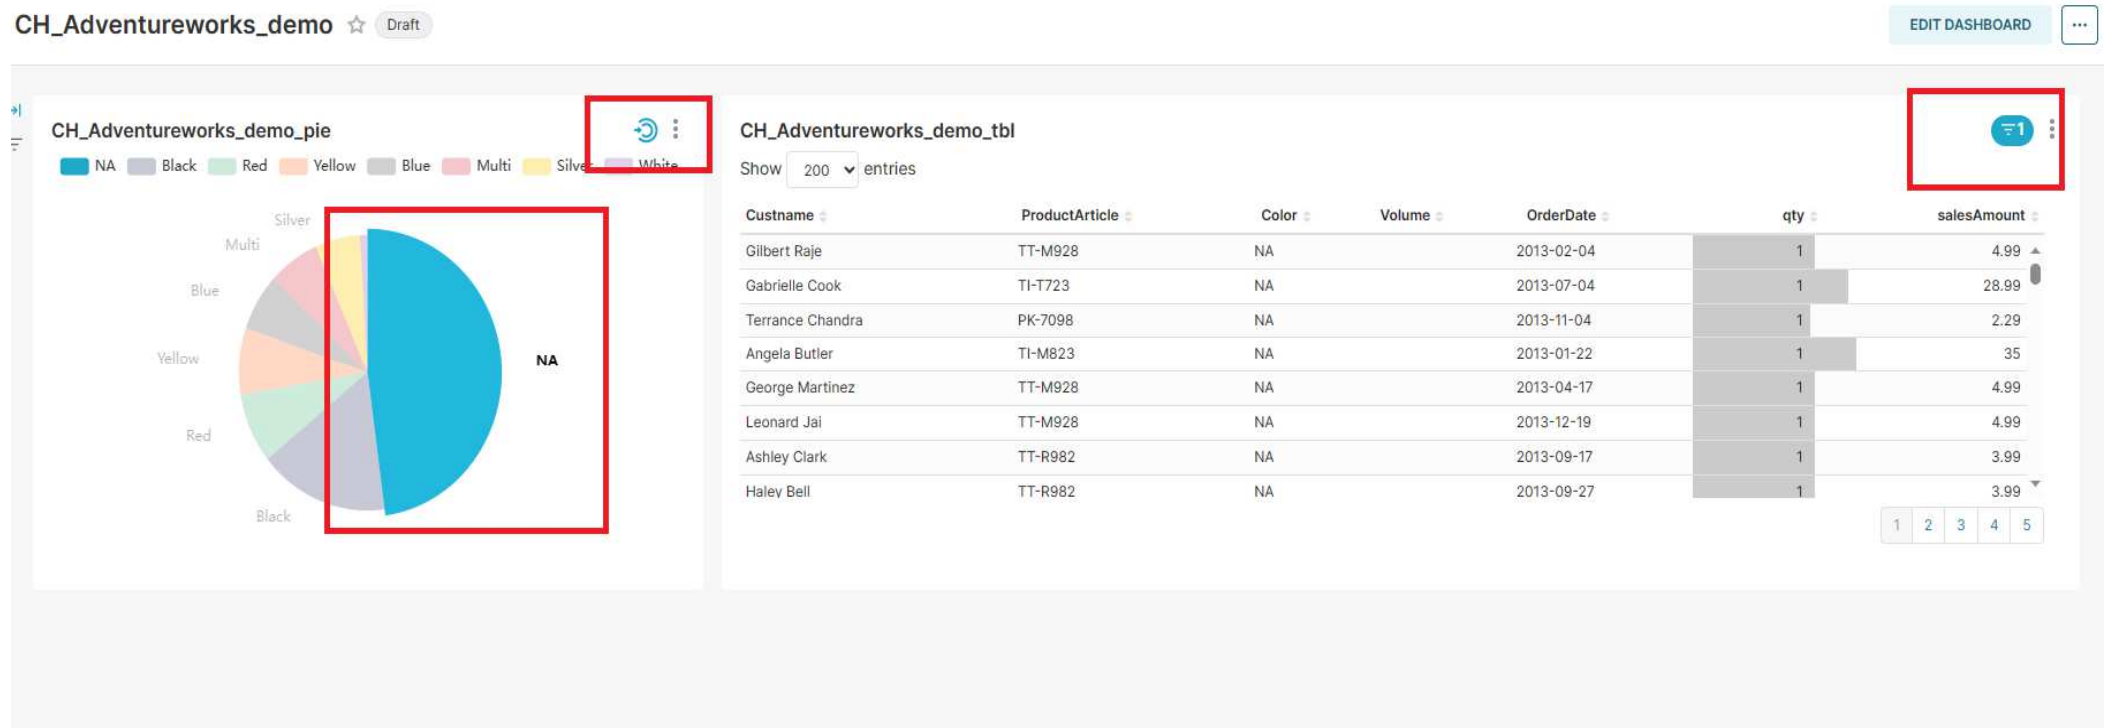 CH_Adventureworks_demo Draft EDIT DASHBOARD ...
CH_Adventureworks_demo_pie
NA Black Red Yellow Blue Multi Silver White
Silver
Multi
Blue
Yellow
NA
Red
Black
CH_Adventureworks_demo_tbl 1
Show 200 entries
Custname ProductArticle Color Volume OrderDate qty salesAmount
Gilbert Raje TT-M928 NA 2013-02-04 1 4.99
Gabrielle Cook TI-T723 NA 2013-07-04 1 28.99
Terrance Chandra PK-7098 NA 2013-11-04 1 2.29
Angela Butler TI-M823 NA 2013-01-22 1 35
George Martinez TT-M928 NA 2013-04-17 1 4.99
Leonard Jai TT-M928 NA 2013-12-19 1 4.99
Ashley Clark TT-R982 NA 2013-09-17 1 3.99
Haley Bell TT-R982 NA 2013-09-27 1 3.99
1 2 3 4 5